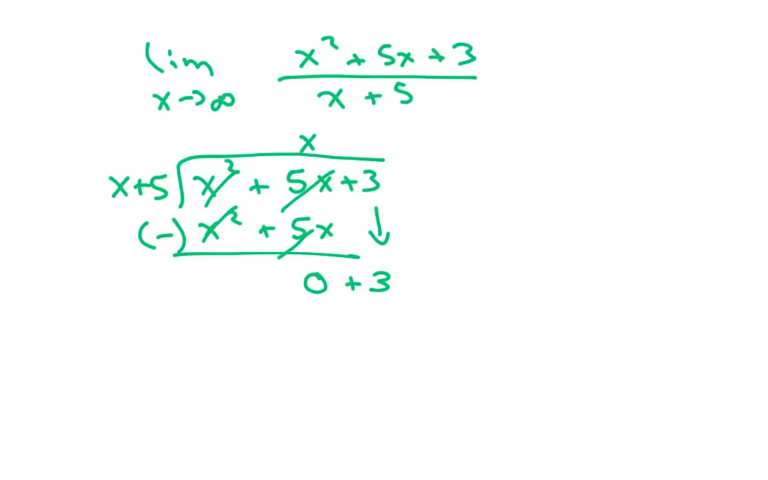 lim x² + 5x + 3
x→∞ x + 5
x
x+5 x² + 5x + 3
(-) x² + 5x ↓
0 + 3